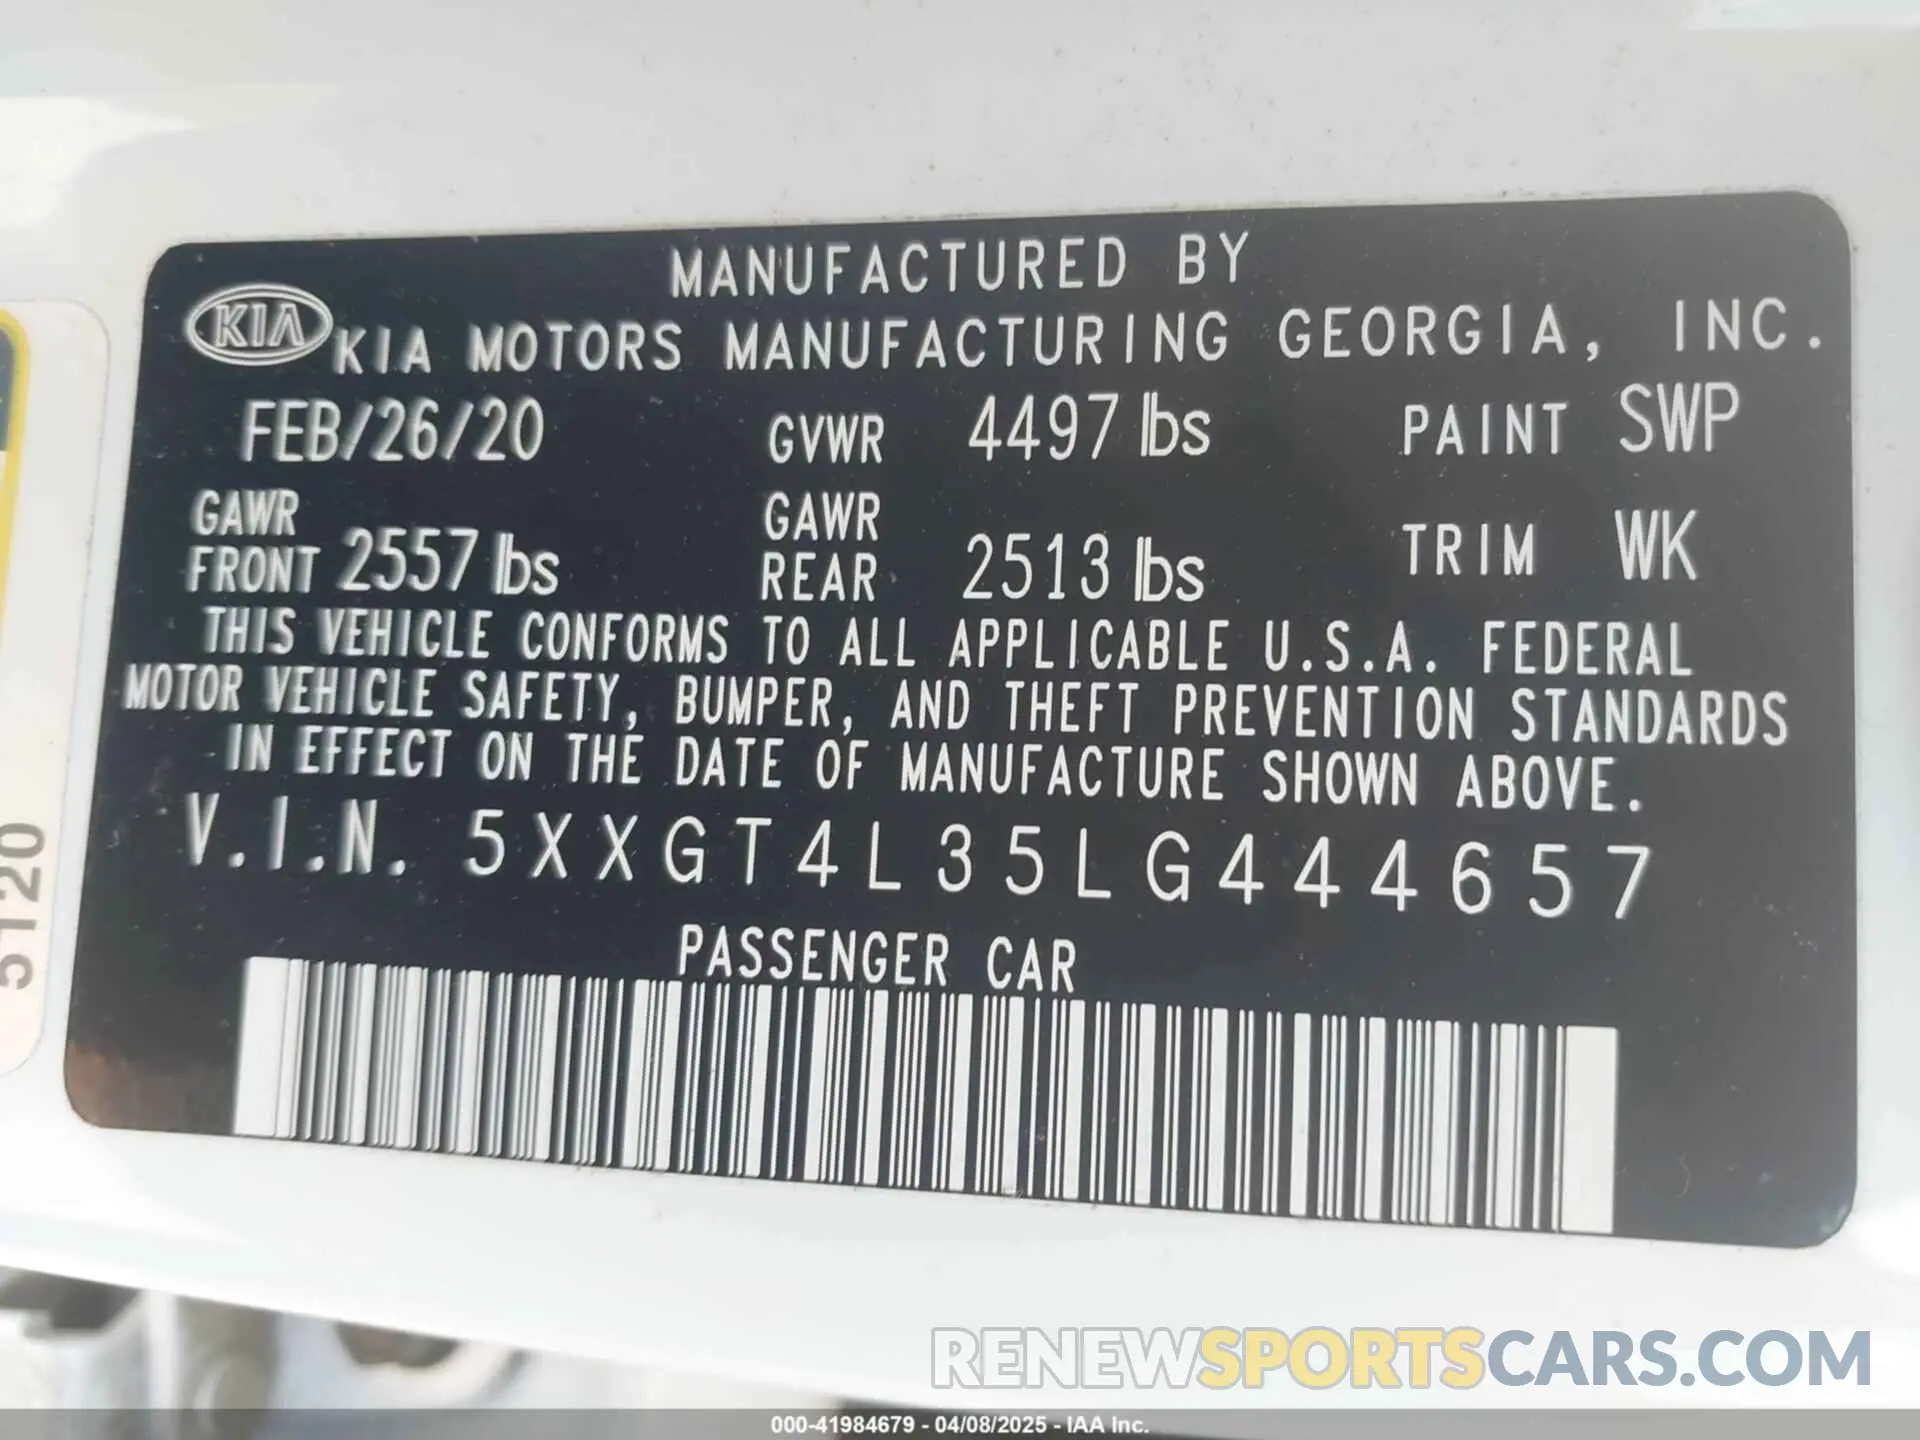 MANUFACTURED BY
KIA KIA MOTORS MANUFACTURING GEORGIA, INC.
FEB/26/20 GVWR 4497 lbs PAINT SWP
GAWR FRONT 2557 lbs GAWR REAR 2513 lbs TRIM WK
THIS VEHICLE CONFORMS TO ALL APPLICABLE U.S.A. FEDERAL
MOTOR VEHICLE SAFETY, BUMPER, AND THEFT PREVENTION STANDARDS
IN EFFECT ON THE DATE OF MANUFACTURE SHOWN ABOVE.
V.I.N. 5XXGT4L35LG444657
PASSENGER CAR
5120
RENEWSPORTSCARS.COM
000-41984679 - 04/08/2025 - IAA Inc.